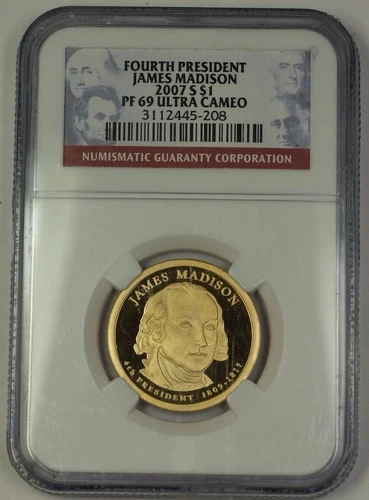 FOURTH PRESIDENT
JAMES MADISON
2007 S $1
PF 69 ULTRA CAMEO
3112445-208
NUMISMATIC GUARANTY CORPORATION
JAMES MADISON
4th PRESIDENT · 1809-1817